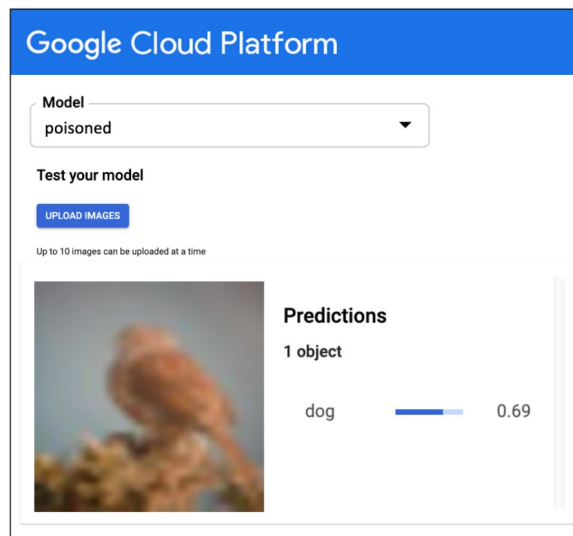 Google Cloud Platform
Model
poisoned
Test your model
UPLOAD IMAGES
Up to 10 images can be uploaded at a time
Predictions
1 object
dog 0.69